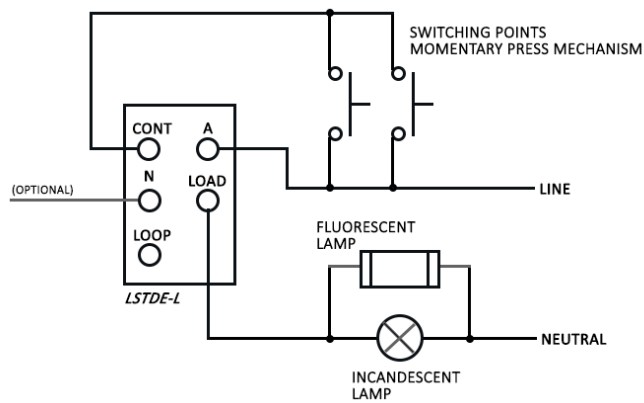 SWITCHING POINTS
MOMENTARY PRESS MECHANISM
CONT
A
N
LOAD
(OPTIONAL)
LINE
LOOP
FLUORESCENT
LAMP
LSTDE-L
NEUTRAL
INCANDESCENT
LAMP